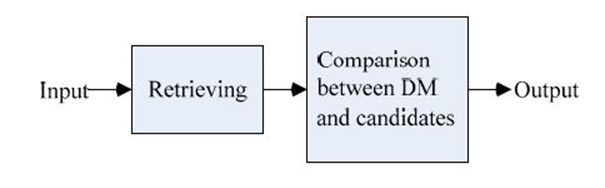 Input
Retrieving
Comparison
between DM
and candidates
Output